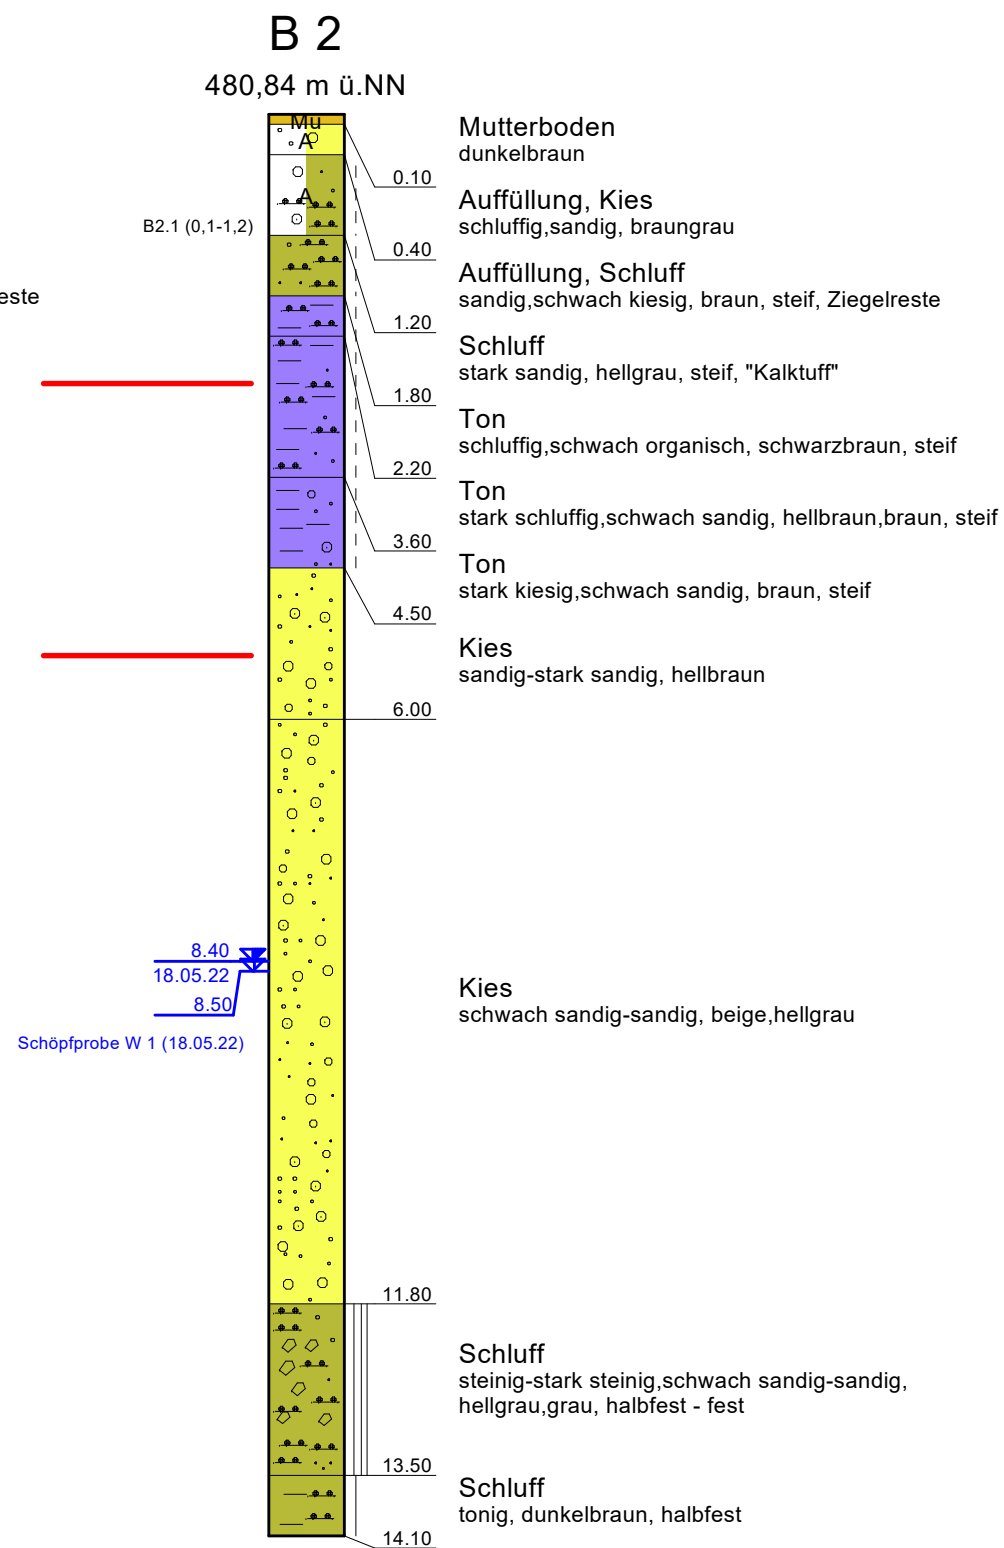 B 2
480,84 m ü.NN
Mu
A
A
Mutterboden
dunkelbraun
0.10
Auffüllung, Kies
schluffig,sandig, braungrau
B2.1 (0,1-1,2)
0.40
Auffüllung, Schluff
sandig,schwach kiesig, braun, steif, Ziegelreste
este
1.20
Schluff
stark sandig, hellgrau, steif, "Kalktuff"
1.80
Ton
schluffig,schwach organisch, schwarzbraun, steif
2.20
Ton
stark schluffig,schwach sandig, hellbraun,braun, steif
3.60
Ton
stark kiesig,schwach sandig, braun, steif
4.50
Kies
sandig-stark sandig, hellbraun
6.00
8.40
18.05.22
8.50
Schöpfprobe W 1 (18.05.22)
Kies
schwach sandig-sandig, beige,hellgrau
11.80
Schluff
steinig-stark steinig,schwach sandig-sandig,
hellgrau,grau, halbfest - fest
13.50
Schluff
tonig, dunkelbraun, halbfest
14.10